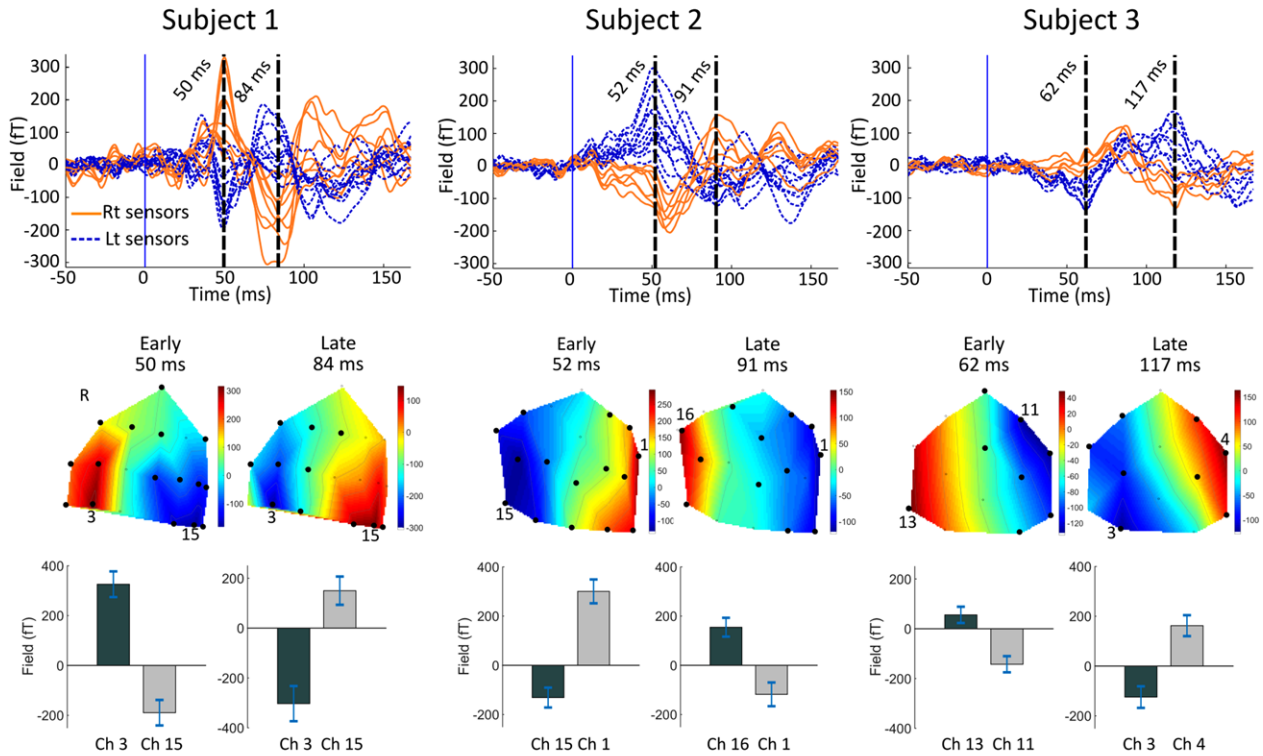 Subject 1
Subject 2
Subject 3
50 ms
84 ms
52 ms
91 ms
62 ms
117 ms
Field (fT)
300
200
100
0
-100
-200
-300
Rt sensors
Lt sensors
-50 0 50 100 150
Time (ms)
Field (fT)
300
200
100
0
-100
-200
-300
-50 0 50 100 150
Time (ms)
Field (fT)
300
200
100
0
-100
-200
-300
-50 0 50 100 150
Time (ms)
Early
50 ms
Late
84 ms
Early
52 ms
Late
91 ms
Early
62 ms
Late
117 ms
R
3
15
300
200
100
0
-100
3
15
100
0
-100
-200
-300
1
15
250
200
150
100
50
0
-50
-100
16
1
150
100
50
0
-50
-100
11
13
40
20
0
-20
-40
-60
-80
-100
-120
4
3
150
100
50
0
-50
-100
Field (fT)
400
200
0
-200
Ch 3 Ch 15
200
0
-200
-400
Ch 3 Ch 15
Field (fT)
400
200
0
-200
Ch 15 Ch 1
400
200
0
-200
Ch 16 Ch 1
Field (fT)
200
0
-200
-400
Ch 13 Ch 11
400
200
0
-200
Ch 3 Ch 4